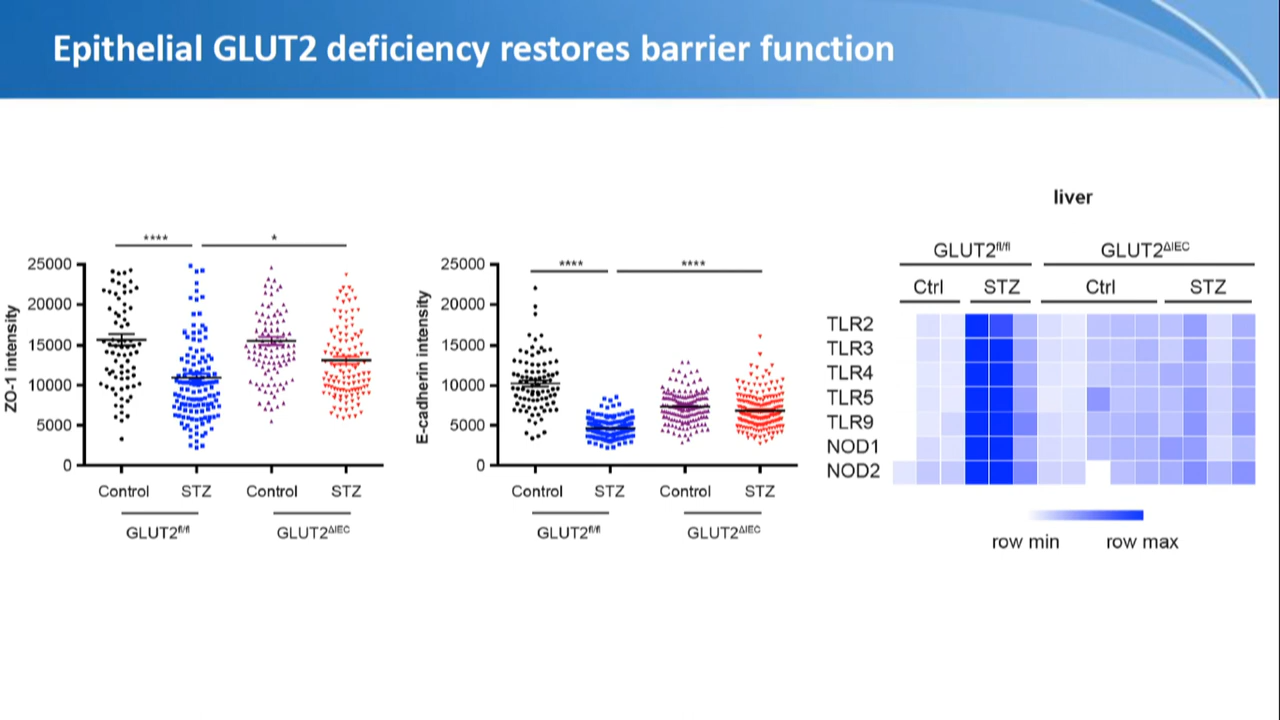 Epithelial GLUT2 deficiency restores barrier function
ZO-1 intensity
25000
20000
15000
10000
5000
0
****
*
Control STZ Control STZ
GLUT2fl/fl GLUT2ΔIEC
E-cadherin intensity
25000
20000
15000
10000
5000
0
****
****
Control STZ Control STZ
GLUT2fl/fl GLUT2ΔIEC
liver
GLUT2fl/fl GLUT2ΔIEC
Ctrl STZ Ctrl STZ
TLR2
TLR3
TLR4
TLR5
TLR9
NOD1
NOD2
row min row max